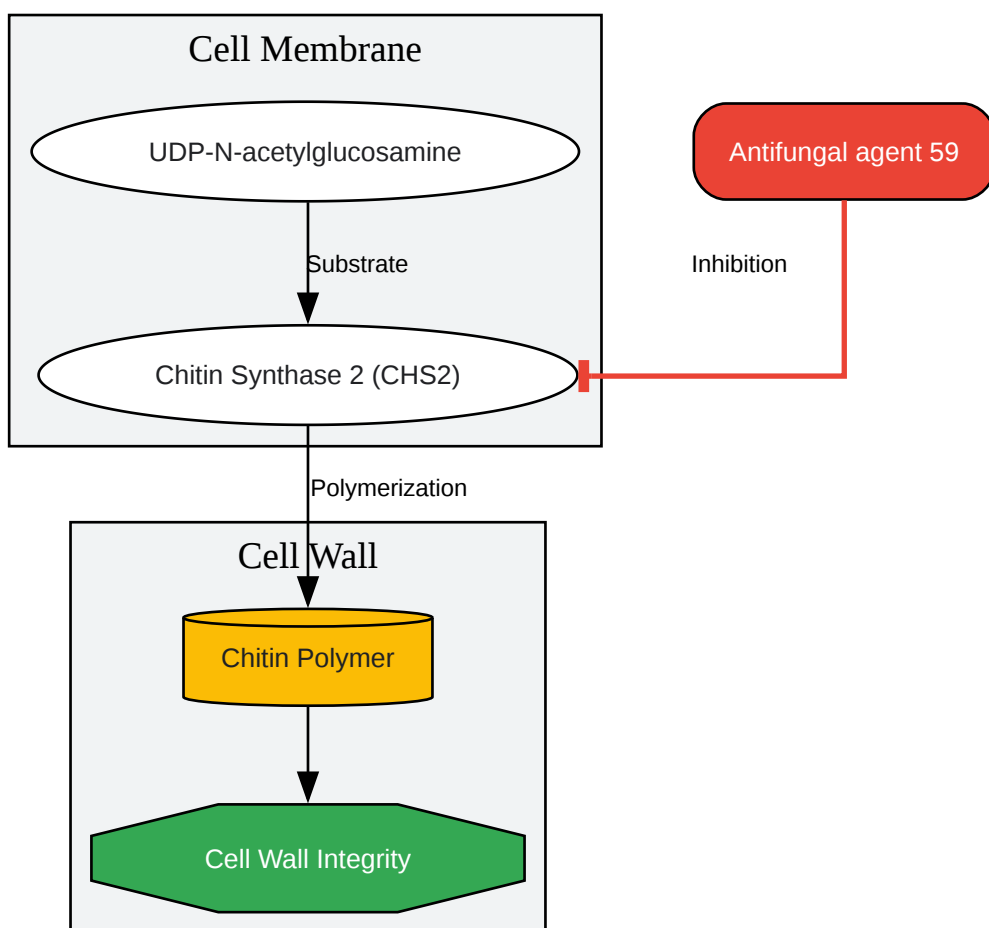 Cell Membrane
UDP-N-acetylglucosamine
Antifungal agent 59
Substrate
Inhibition
Chitin Synthase 2 (CHS2)
Polymerization
Cell Wall
Chitin Polymer
Cell Wall Integrity